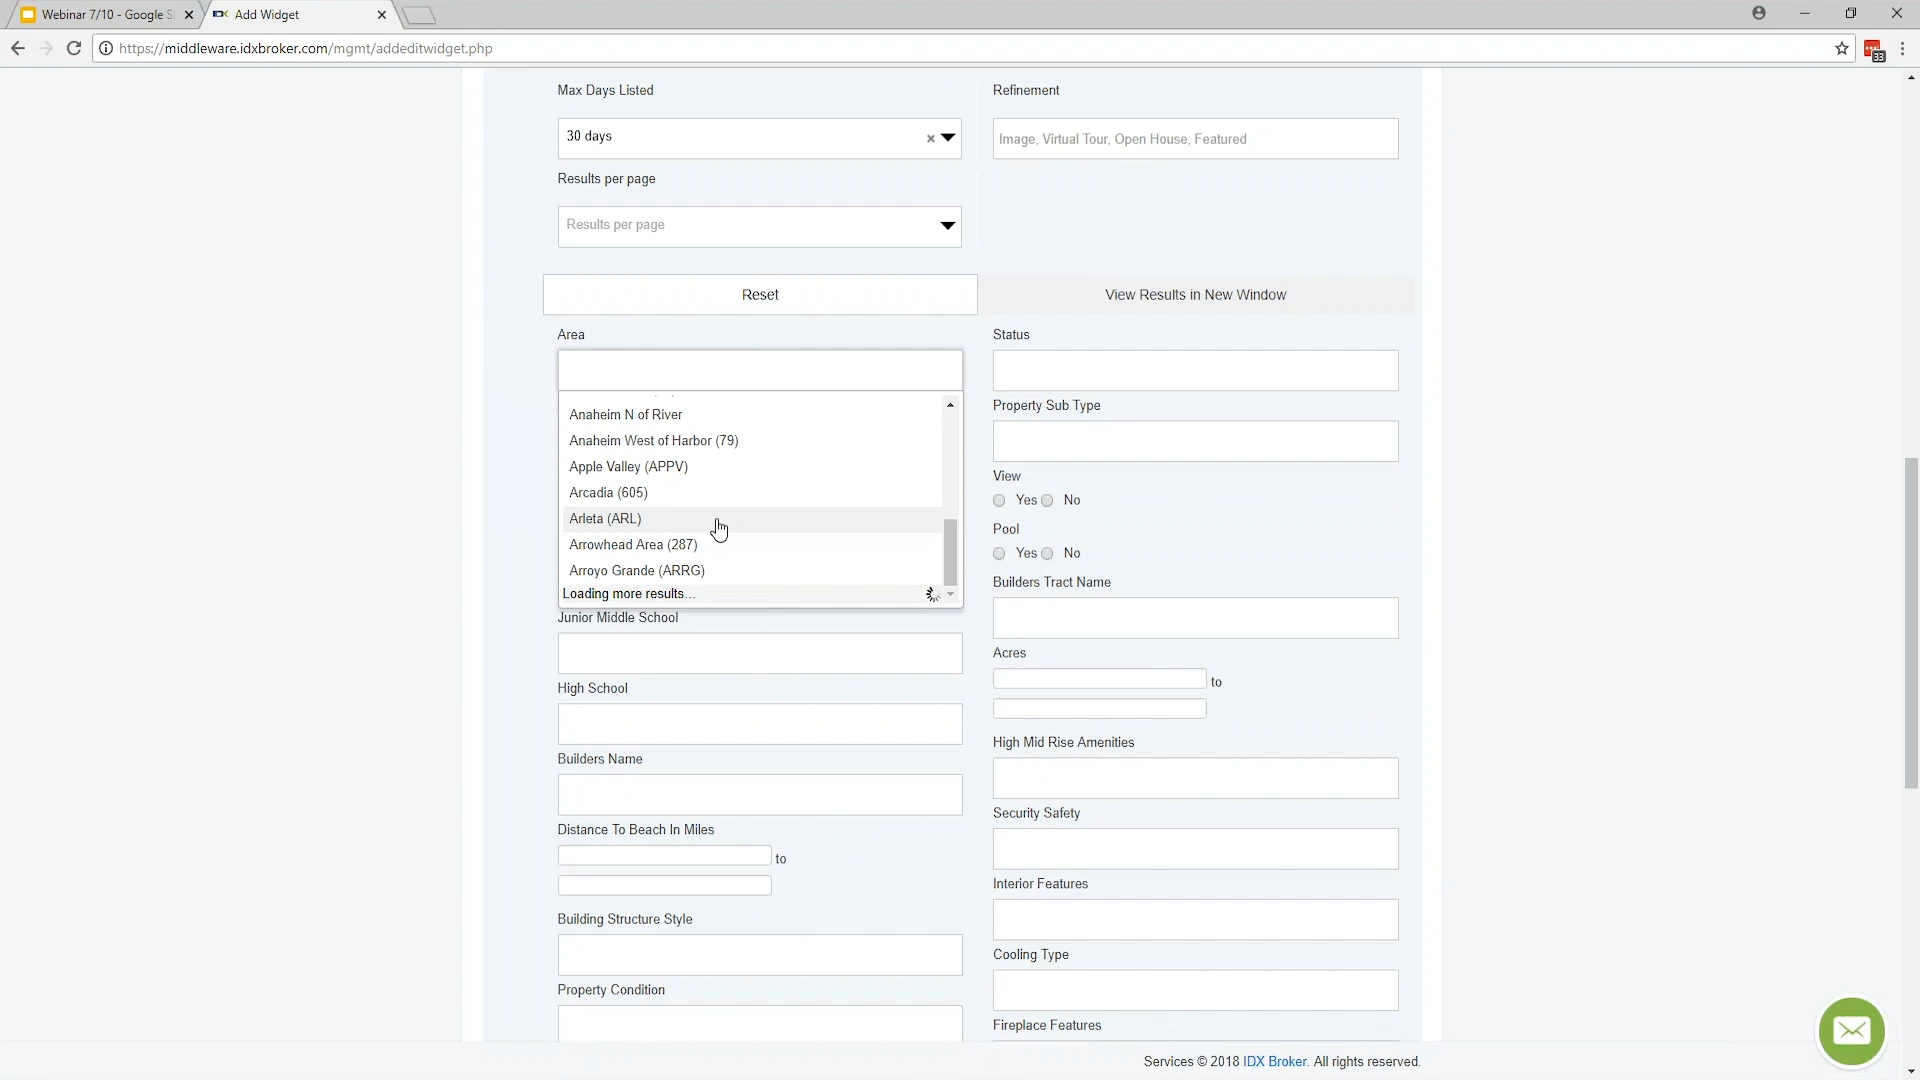 Webinar 7/10 - Google S
Add Widget
https://middleware.idxbroker.com/mgmt/addeditwidget.php
33
Max Days Listed
30 days
Refinement
Image, Virtual Tour, Open House, Featured
Results per page
Results per page
Reset
View Results in New Window
Area
Anaheim N of River
Anaheim West of Harbor (79)
Apple Valley (APPV)
Arcadia (605)
Arleta (ARL)
Arrowhead Area (287)
Arroyo Grande (ARRG)
Loading more results...
Junior Middle School
High School
Builders Name
Distance To Beach In Miles
to
Building Structure Style
Property Condition
Status
Property Sub Type
View
Yes No
Pool
Yes No
Builders Tract Name
Acres
to
High Mid Rise Amenities
Security Safety
Interior Features
Cooling Type
Fireplace Features
Services © 2018 IDX Broker. All rights reserved.